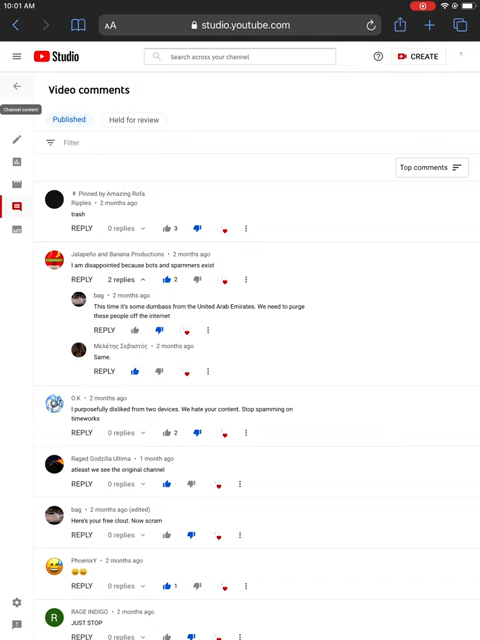 10:01 AM
AA studio.youtube.com
Studio Search across your channel ? CREATE
Channel content
Video comments
Published Held for review
Filter
Top comments
Pinned by Amazing Rofa
Ripples • 2 months ago
trash
REPLY 0 replies 3
Jalapeño and Banana Productions • 2 months ago
I am disappointed because bots and spammers exist
REPLY 2 replies 2
bag • 2 months ago
This time it's some dumbass from the United Arab Emirates. We need to purge
these people off the internet
REPLY
Μελέτης Σεβαστός • 2 months ago
Same.
REPLY
O.K • 2 months ago
I purposefully disliked from two devices. We hate your content. Stop spamming on
timeworks
REPLY 0 replies 2
Raged Godzilla Ultima • 1 month ago
atleast we see the original channel
REPLY 0 replies
bag • 2 months ago (edited)
Here's your free clout. Now scram
REPLY 0 replies
PhoenixY • 2 months ago
😩😩
REPLY 0 replies 1
R
RAGE INDIGO • 2 months ago
JUST STOP
REPLY 0 replies